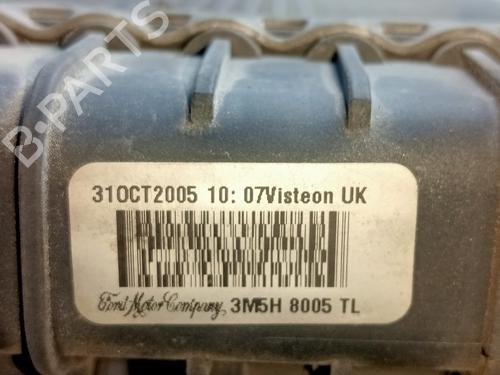 B-PARTS
31OCT2005 10: 07Visteon UK
Ford Motor Company 3M5H 8005 TL